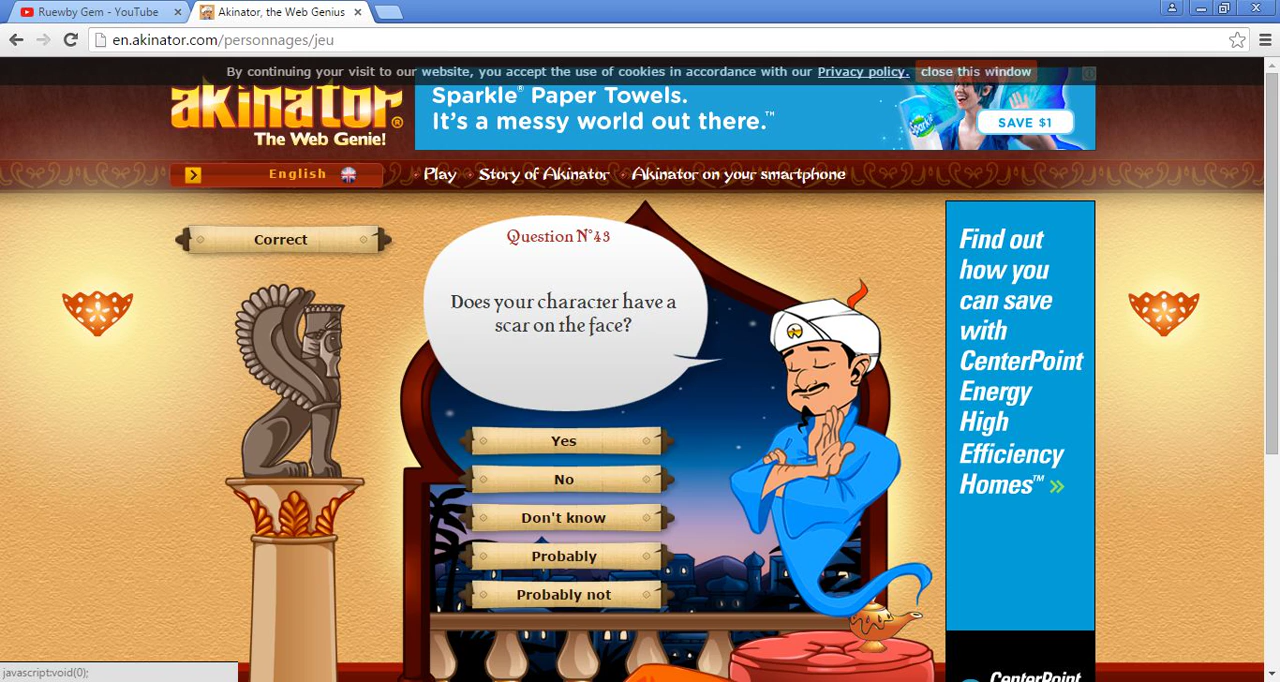 Ruewby Gem - YouTube
Akinator, the Web Genius
en.akinator.com/personnages/jeu
By continuing your visit to our website, you accept the use of cookies in accordance with our Privacy policy. close this window
akinator®
The Web Genie!
Sparkle® Paper Towels.
It's a messy world out there.™
Sparkle
SAVE $1
English
Play · Story of Akinator · Akinator on your smartphone
Correct
Question N°43
Does your character have a
scar on the face?
Yes
No
Don't know
Probably
Probably not
Find out
how you
can save
with
CenterPoint
Energy
High
Efficiency
Homes™ »
CenterPoint
javascript:void(0);